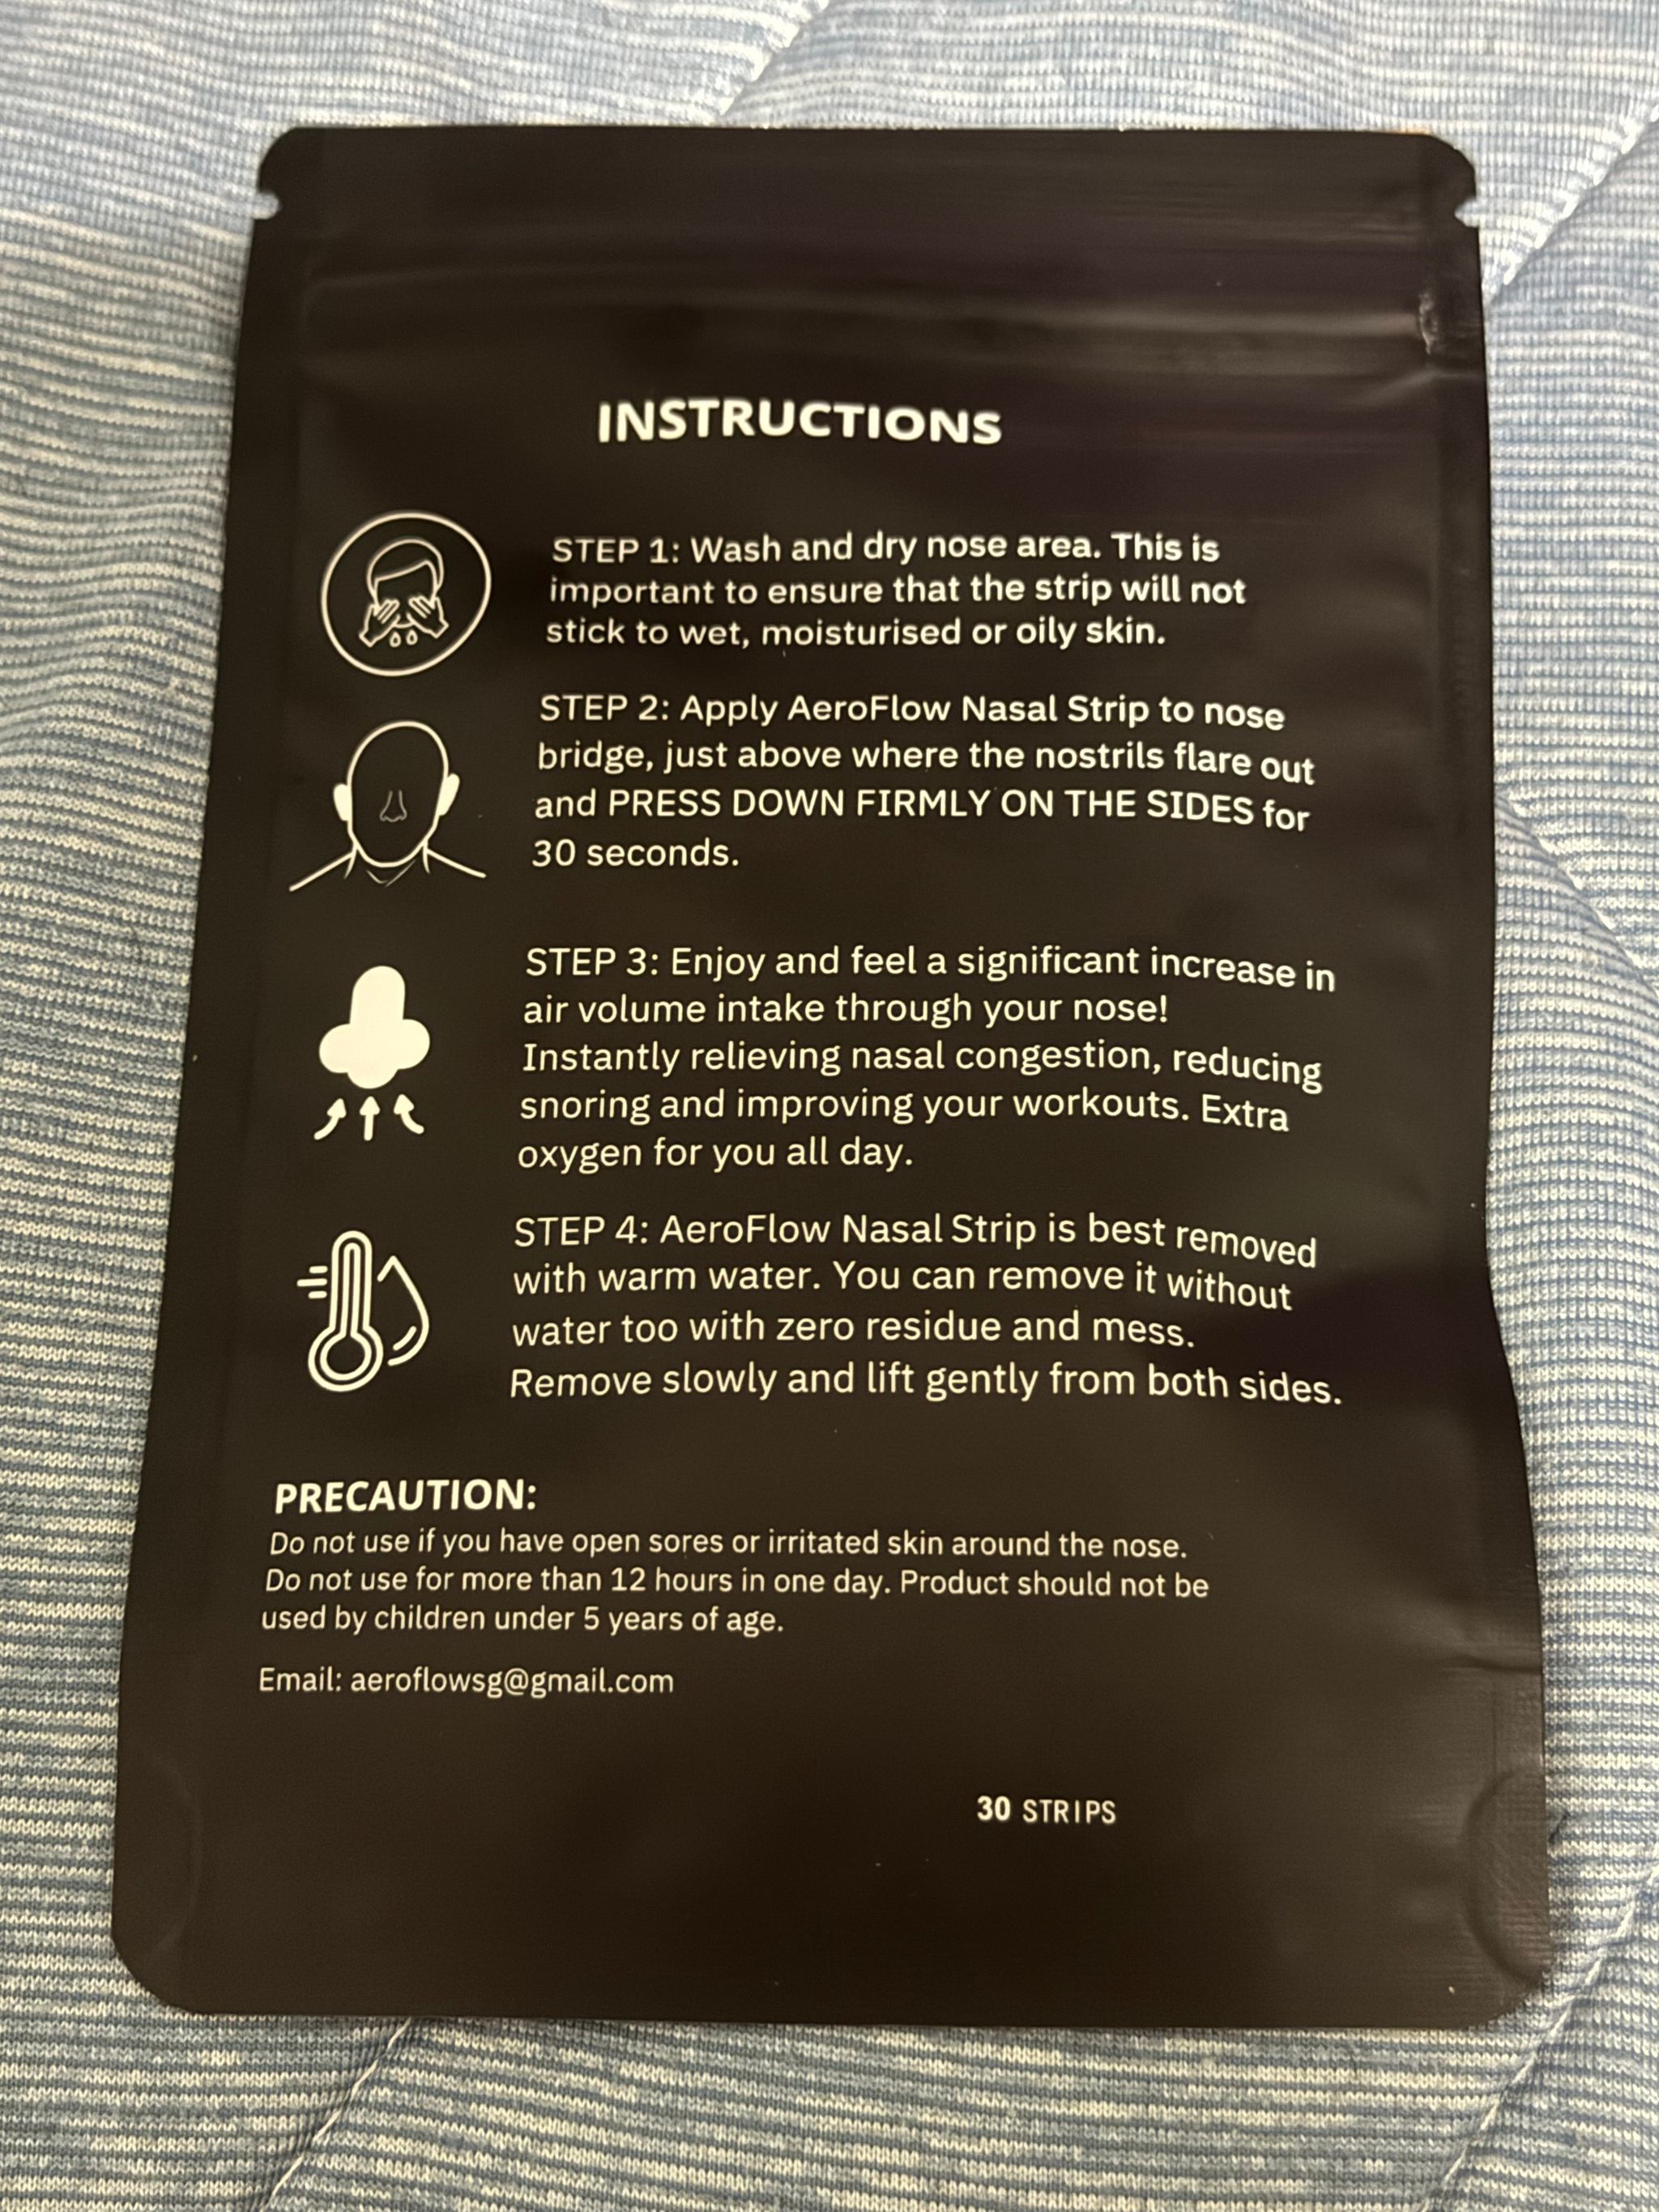 INSTRUCTIONS
STEP 1: Wash and dry nose area. This is
important to ensure that the strip will not
stick to wet, moisturised or oily skin.
STEP 2: Apply AeroFlow Nasal Strip to nose
bridge, just above where the nostrils flare out
and PRESS DOWN FIRMLY ON THE SIDES for
30 seconds.
STEP 3: Enjoy and feel a significant increase in
air volume intake through your nose!
Instantly relieving nasal congestion, reducing
snoring and improving your workouts. Extra
oxygen for you all day.
STEP 4: AeroFlow Nasal Strip is best removed
with warm water. You can remove it without
water too with zero residue and mess.
Remove slowly and lift gently from both sides.
PRECAUTION:
Do not use if you have open sores or irritated skin around the nose.
Do not use for more than 12 hours in one day. Product should not be
used by children under 5 years of age.
Email: aeroflowsg@gmail.com
30 STRIPS